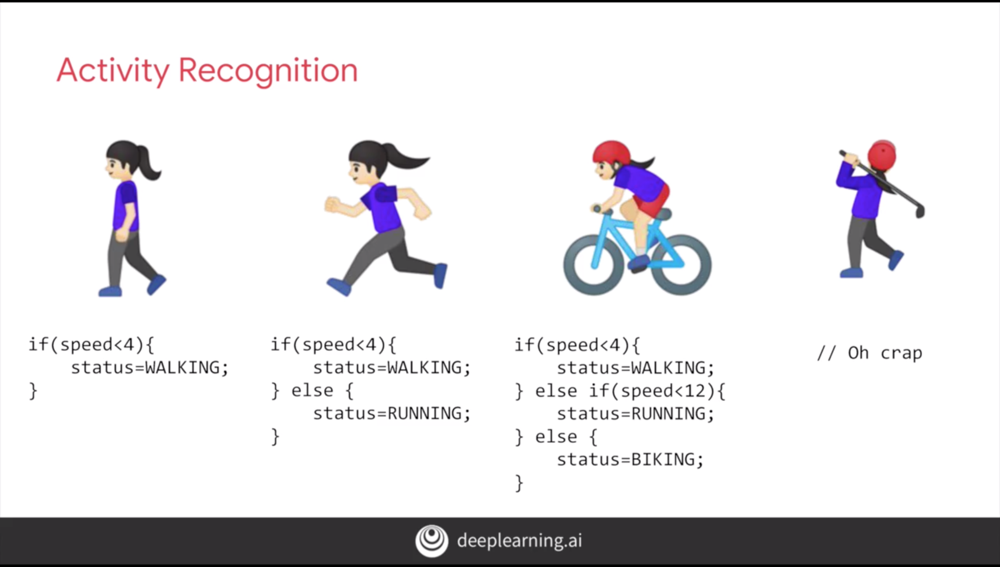 Activity Recognition
if(speed<4){
    status=WALKING;
}
if(speed<4){
    status=WALKING;
} else {
    status=RUNNING;
}
if(speed<4){
    status=WALKING;
} else if(speed<12){
    status=RUNNING;
} else {
    status=BIKING;
}
// Oh crap
deeplearning.ai